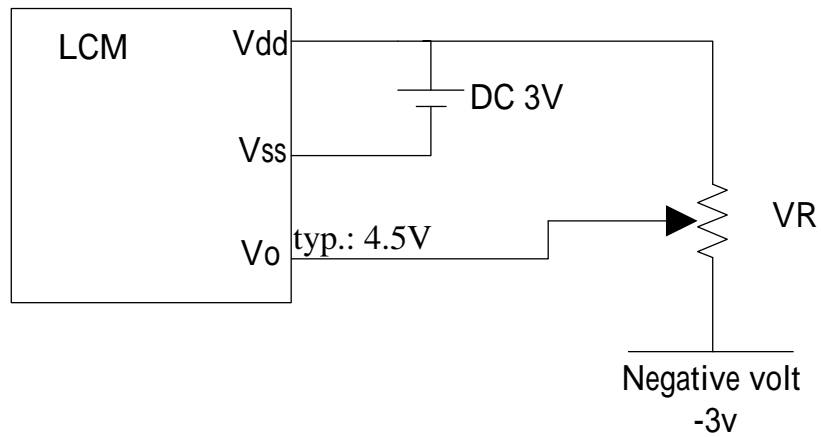 LCM
Vdd
DC 3V
Vss
Vo
typ.: 4.5V
VR
Negative volt
-3v